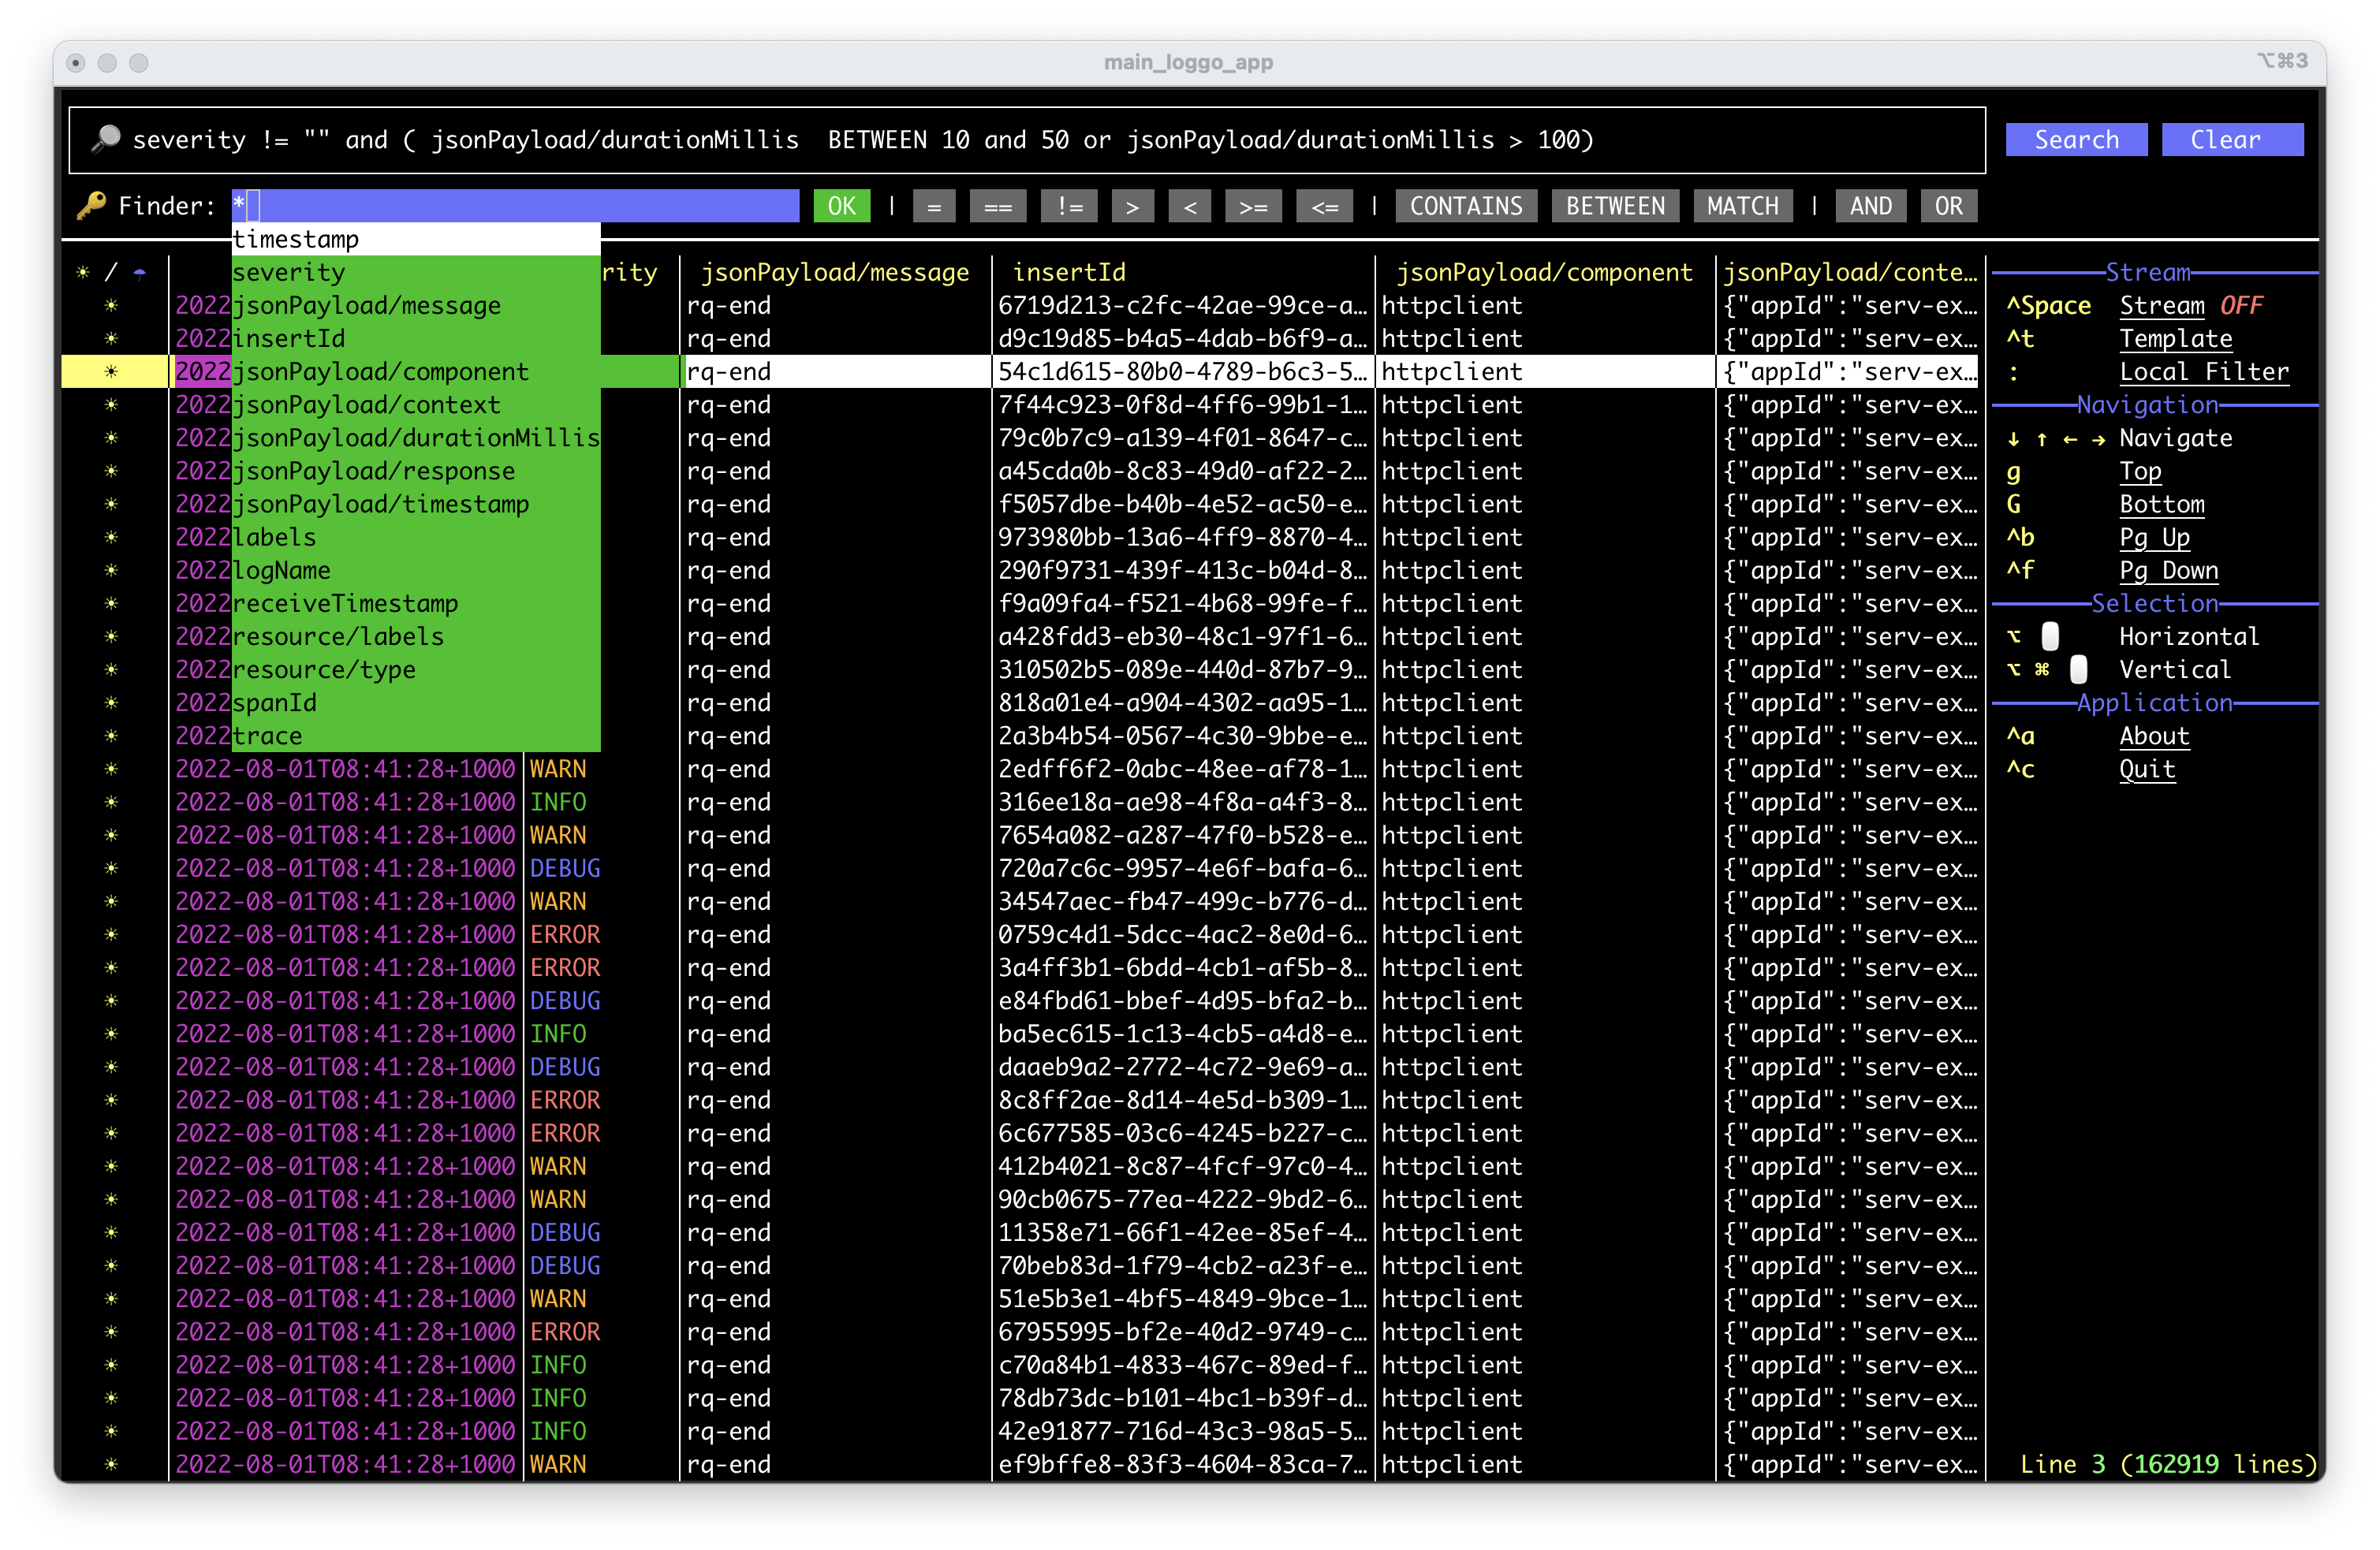 main_loggo_app ⌥⌘3
severity != "" and ( jsonPayload/durationMillis  BETWEEN 10 and 50 or jsonPayload/durationMillis > 100) Search Clear
Finder: * OK | = == != > < >= <= | CONTAINS BETWEEN MATCH | AND OR
timestamp
☀ / ☂ severity rity jsonPayload/message insertId jsonPayload/component jsonPayload/conte… Stream
☀ 2022 jsonPayload/message rq-end 6719d213-c2fc-42ae-99ce-a… httpclient {"appId":"serv-ex… ^Space Stream OFF
☀ 2022 insertId rq-end d9c19d85-b4a5-4dab-b6f9-a… httpclient {"appId":"serv-ex… ^t Template
☀ 2022 jsonPayload/component rq-end 54c1d615-80b0-4789-b6c3-5… httpclient {"appId":"serv-ex… : Local Filter
☀ 2022 jsonPayload/context rq-end 7f44c923-0f8d-4ff6-99b1-1… httpclient {"appId":"serv-ex… Navigation
☀ 2022 jsonPayload/durationMillis rq-end 79c0b7c9-a139-4f01-8647-c… httpclient {"appId":"serv-ex… ↓ ↑ ← → Navigate
☀ 2022 jsonPayload/response rq-end a45cda0b-8c83-49d0-af22-2… httpclient {"appId":"serv-ex… g Top
☀ 2022 jsonPayload/timestamp rq-end f5057dbe-b40b-4e52-ac50-e… httpclient {"appId":"serv-ex… G Bottom
☀ 2022 labels rq-end 973980bb-13a6-4ff9-8870-4… httpclient {"appId":"serv-ex… ^b Pg Up
☀ 2022 logName rq-end 290f9731-439f-413c-b04d-8… httpclient {"appId":"serv-ex… ^f Pg Down
☀ 2022 receiveTimestamp rq-end f9a09fa4-f521-4b68-99fe-f… httpclient {"appId":"serv-ex… Selection
☀ 2022 resource/labels rq-end a428fdd3-eb30-48c1-97f1-6… httpclient {"appId":"serv-ex… ⌥ Horizontal
☀ 2022 resource/type rq-end 310502b5-089e-440d-87b7-9… httpclient {"appId":"serv-ex… ⌥ ⌘ Vertical
☀ 2022 spanId rq-end 818a01e4-a904-4302-aa95-1… httpclient {"appId":"serv-ex… Application
☀ 2022 trace rq-end 2a3b4b54-0567-4c30-9bbe-e… httpclient {"appId":"serv-ex… ^a About
☀ 2022-08-01T08:41:28+1000 WARN rq-end 2edff6f2-0abc-48ee-af78-1… httpclient {"appId":"serv-ex… ^c Quit
☀ 2022-08-01T08:41:28+1000 INFO rq-end 316ee18a-ae98-4f8a-a4f3-8… httpclient {"appId":"serv-ex…
☀ 2022-08-01T08:41:28+1000 WARN rq-end 7654a082-a287-47f0-b528-e… httpclient {"appId":"serv-ex…
☀ 2022-08-01T08:41:28+1000 DEBUG rq-end 720a7c6c-9957-4e6f-bafa-6… httpclient {"appId":"serv-ex…
☀ 2022-08-01T08:41:28+1000 WARN rq-end 34547aec-fb47-499c-b776-d… httpclient {"appId":"serv-ex…
☀ 2022-08-01T08:41:28+1000 ERROR rq-end 0759c4d1-5dcc-4ac2-8e0d-6… httpclient {"appId":"serv-ex…
☀ 2022-08-01T08:41:28+1000 ERROR rq-end 3a4ff3b1-6bdd-4cb1-af5b-8… httpclient {"appId":"serv-ex…
☀ 2022-08-01T08:41:28+1000 DEBUG rq-end e84fbd61-bbef-4d95-bfa2-b… httpclient {"appId":"serv-ex…
☀ 2022-08-01T08:41:28+1000 INFO rq-end ba5ec615-1c13-4cb5-a4d8-e… httpclient {"appId":"serv-ex…
☀ 2022-08-01T08:41:28+1000 DEBUG rq-end daaeb9a2-2772-4c72-9e69-a… httpclient {"appId":"serv-ex…
☀ 2022-08-01T08:41:28+1000 ERROR rq-end 8c8ff2ae-8d14-4e5d-b309-1… httpclient {"appId":"serv-ex…
☀ 2022-08-01T08:41:28+1000 ERROR rq-end 6c677585-03c6-4245-b227-c… httpclient {"appId":"serv-ex…
☀ 2022-08-01T08:41:28+1000 WARN rq-end 412b4021-8c87-4fcf-97c0-4… httpclient {"appId":"serv-ex…
☀ 2022-08-01T08:41:28+1000 WARN rq-end 90cb0675-77ea-4222-9bd2-6… httpclient {"appId":"serv-ex…
☀ 2022-08-01T08:41:28+1000 DEBUG rq-end 11358e71-66f1-42ee-85ef-4… httpclient {"appId":"serv-ex…
☀ 2022-08-01T08:41:28+1000 DEBUG rq-end 70beb83d-1f79-4cb2-a23f-e… httpclient {"appId":"serv-ex…
☀ 2022-08-01T08:41:28+1000 WARN rq-end 51e5b3e1-4bf5-4849-9bce-1… httpclient {"appId":"serv-ex…
☀ 2022-08-01T08:41:28+1000 ERROR rq-end 67955995-bf2e-40d2-9749-c… httpclient {"appId":"serv-ex…
☀ 2022-08-01T08:41:28+1000 INFO rq-end c70a84b1-4833-467c-89ed-f… httpclient {"appId":"serv-ex…
☀ 2022-08-01T08:41:28+1000 INFO rq-end 78db73dc-b101-4bc1-b39f-d… httpclient {"appId":"serv-ex…
☀ 2022-08-01T08:41:28+1000 INFO rq-end 42e91877-716d-43c3-98a5-5… httpclient {"appId":"serv-ex…
☀ 2022-08-01T08:41:28+1000 WARN rq-end ef9bffe8-83f3-4604-83ca-7… httpclient {"appId":"serv-ex… Line 3 (162919 lines)